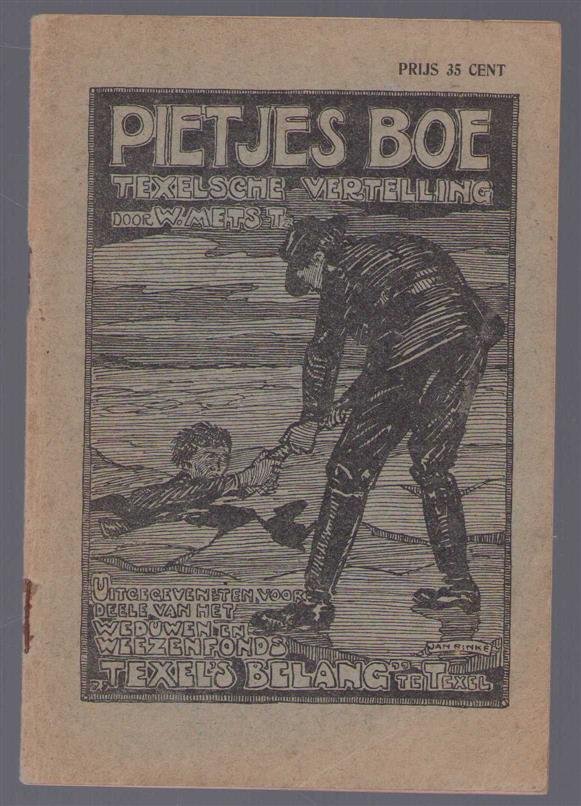 PRIJS 35 CENT
PIETJES BOE
TEXELSCHE VERTELLING
DOOR W. METS Tz
UITGEGEVEN TEN VOOR
DEELE VAN HET
WEDUWEN EN
WEEZENFONDS
JAN RINKE
"TEXEL'S BELANG" TE TEXEL